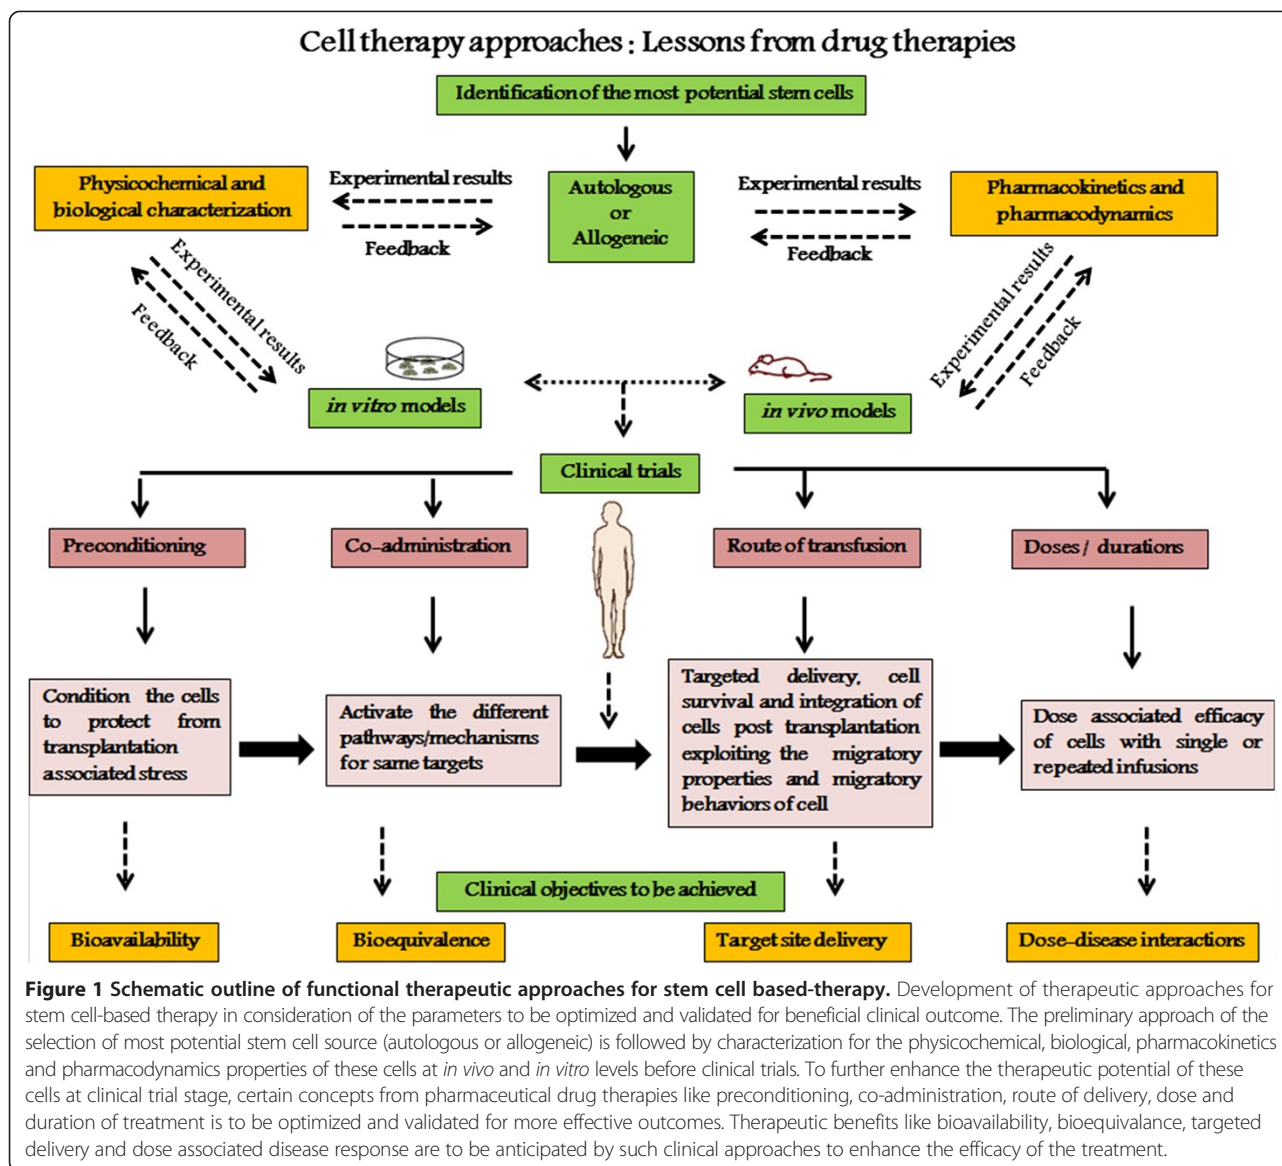 Cell therapy approaches : Lessons from drug therapies
Identification of the most potential stem cells
Physicochemical and
biological characterization
Experimental results
Feedback
Autologous
or
Allogeneic
Experimental results
Feedback
Pharmacokinetics and
pharmacodynamics
Experimental results
Feedback
Experimental results
Feedback
in vitro models
in vivo models
Clinical trials
Preconditioning
Co-administration
Route of transfusion
Doses / durations
Condition the cells
to protect from
transplantation
associated stress
Activate the different
pathways/mechanisms
for same targets
Targeted delivery, cell
survival and integration of
cells post transplantation
exploiting the migratory
properties and migratory
behaviors of cell
Dose associated efficacy
of cells with single or
repeated infusions
Clinical objectives to be achieved
Bioavailability
Bioequivalence
Target site delivery
Dose-disease interactions
Figure 1 Schematic outline of functional therapeutic approaches for stem cell based-therapy. Development of therapeutic approaches for
stem cell-based therapy in consideration of the parameters to be optimized and validated for beneficial clinical outcome. The preliminary approach of the
selection of most potential stem cell source (autologous or allogeneic) is followed by characterization for the physicochemical, biological, pharmacokinetics
and pharmacodynamics properties of these cells at in vivo and in vitro levels before clinical trials. To further enhance the therapeutic potential of these
cells at clinical trial stage, certain concepts from pharmaceutical drug therapies like preconditioning, co-administration, route of delivery, dose and
duration of treatment is to be optimized and validated for more effective outcomes. Therapeutic benefits like bioavailability, bioequivalance, targeted
delivery and dose associated disease response are to be anticipated by such clinical approaches to enhance the efficacy of the treatment.